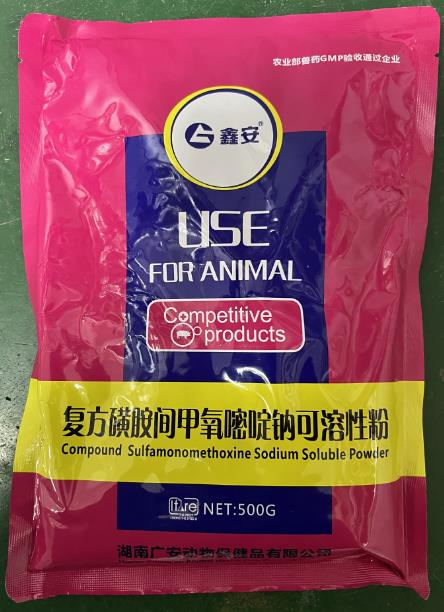 农业部兽药GMP验收通过企业
鑫安®
USE
FOR ANIMAL
Competitive
products
复方磺胺间甲氧嘧啶钠可溶性粉
Compound Sulfamonomethoxine Sodium Soluble Powder
NET:500G
湖南广安动物保健品有限公司